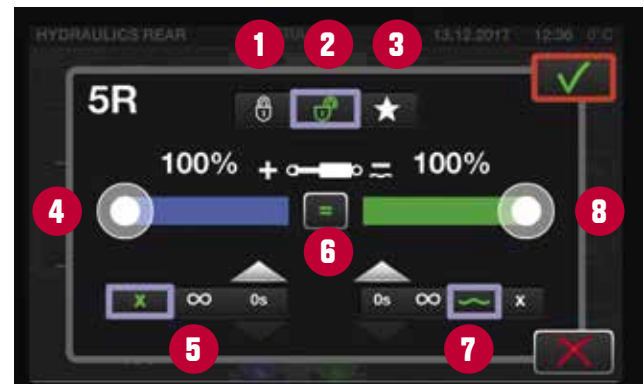 HYDRAULICS REAR 13.12.2017 12:36 0°C
1 2 3
5R
100% + = 100%
4 = 8
6
X ∞ 0s 0s ∞ X
5 7